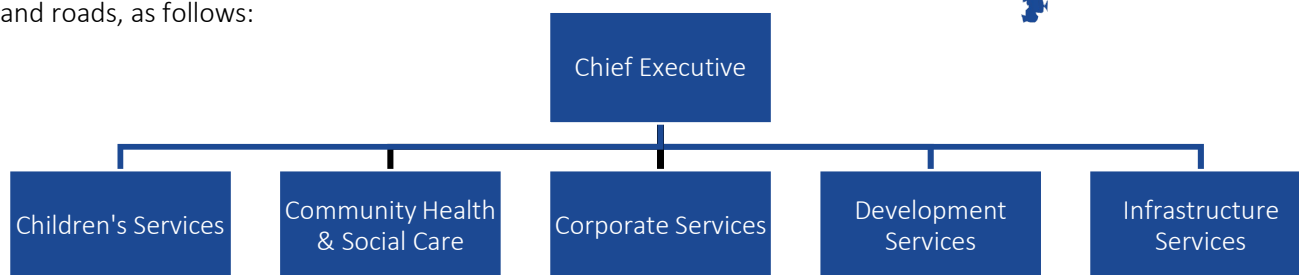 and roads, as follows:
Chief Executive
Children's Services
Community Health
& Social Care
Corporate Services
Development
Services
Infrastructure
Services